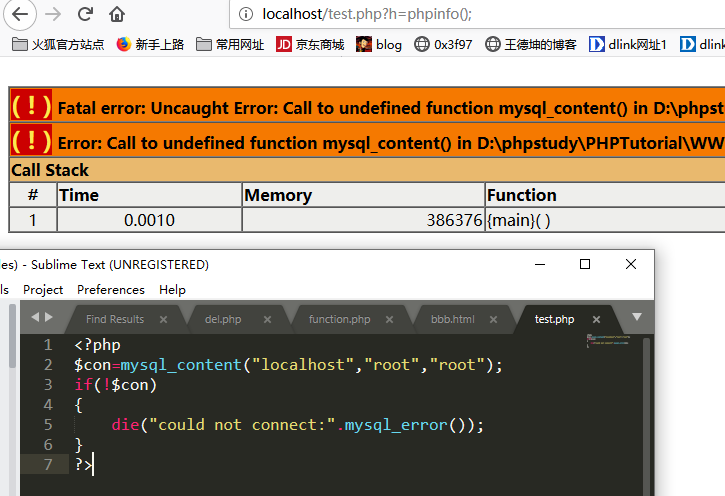 localhost/test.php?h=phpinfo();
火狐官方站点 新手上路 常用网址 JD 京东商城 blog 0x3f97 王德坤的博客 dlink网址1 dlink
( ! ) Fatal error: Uncaught Error: Call to undefined function mysql_content() in D:\phpst
( ! ) Error: Call to undefined function mysql_content() in D:\phpstudy\PHPTutorial\WW
Call Stack
# Time Memory Function
1 0.0010 386376 {main}( )
les) - Sublime Text (UNREGISTERED)
ls Project Preferences Help
Find Results del.php function.php bbb.html test.php
1 <?php
2 $con=mysql_content("localhost","root","root");
3 if(!$con)
4 {
5 die("could not connect:".mysql_error());
6 }
7 ?>